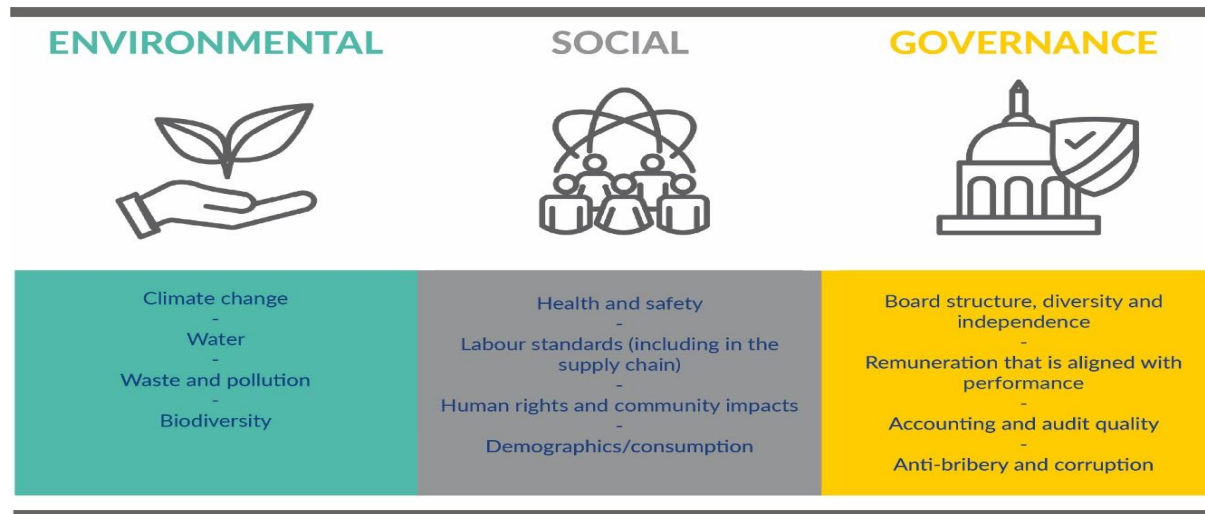 ENVIRONMENTAL
Climate change
-
Water
-
Waste and pollution
-
Biodiversity
SOCIAL
Health and safety
-
Labour standards (including in the
supply chain)
-
Human rights and community impacts
-
Demographics/consumption
GOVERNANCE
Board structure, diversity and
independence
-
Remuneration that is aligned with
performance
-
Accounting and audit quality
-
Anti-bribery and corruption